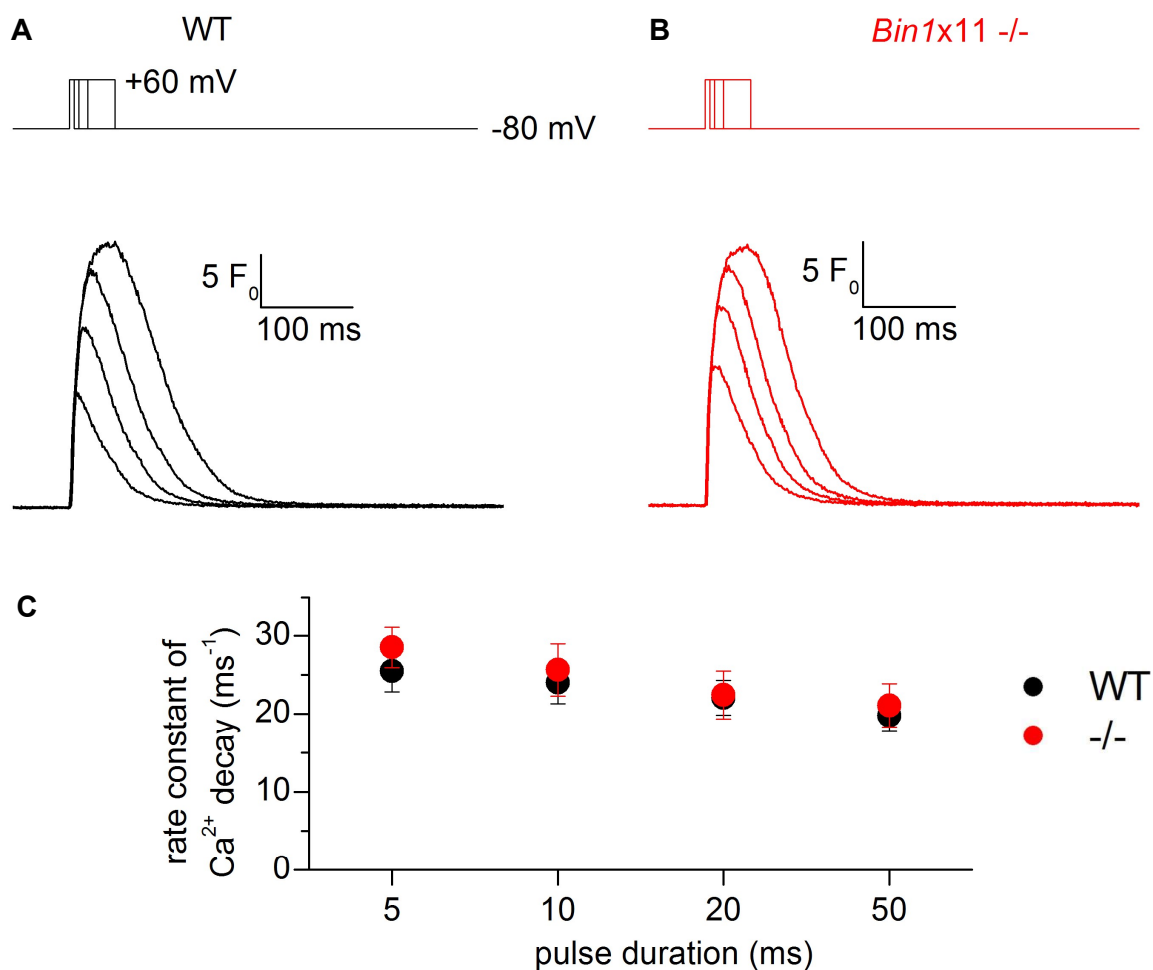 A
WT
+60 mV
-80 mV
5 F0
100 ms
B
Bin1x11 -/-
5 F0
100 ms
C
rate constant of
Ca2+ decay (ms-1)
30
20
10
0
5 10 20 50
pulse duration (ms)
WT
-/-